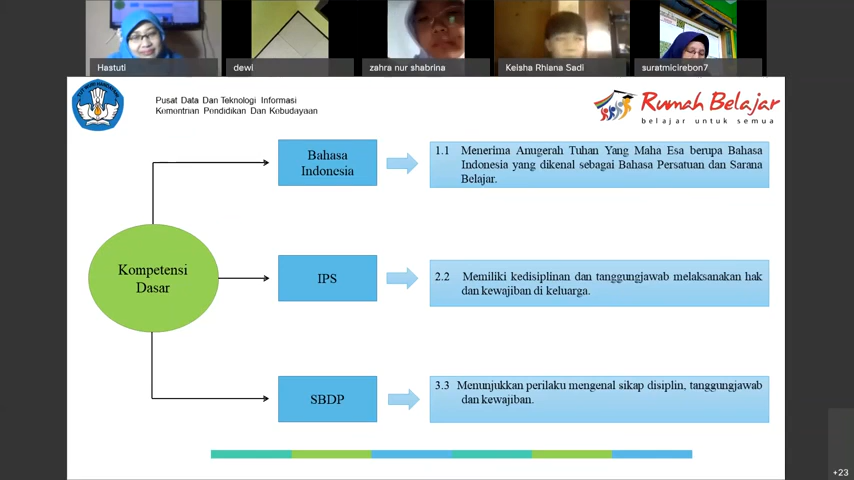 Hastuti
dewi
zahra nur shabrina
Keisha Rhiana Sadi
suratmicirebon7
Pusat Data Dan Teknologi Informasi
Kementrian Pendidikan Dan Kebudayaan
Rumah Belajar
belajar untuk semua
Bahasa
Indonesia
1.1 Menerima Anugerah Tuhan Yang Maha Esa berupa Bahasa
Indonesia yang dikenal sebagai Bahasa Persatuan dan Sarana
Belajar.
Kompetensi
Dasar
IPS
2.2 Memiliki kedisiplinan dan tanggungjawab melaksanakan hak
dan kewajiban di keluarga.
SBDP
3.3 Menunjukkan perilaku mengenal sikap disiplin, tanggungjawab
dan kewajiban.
+23